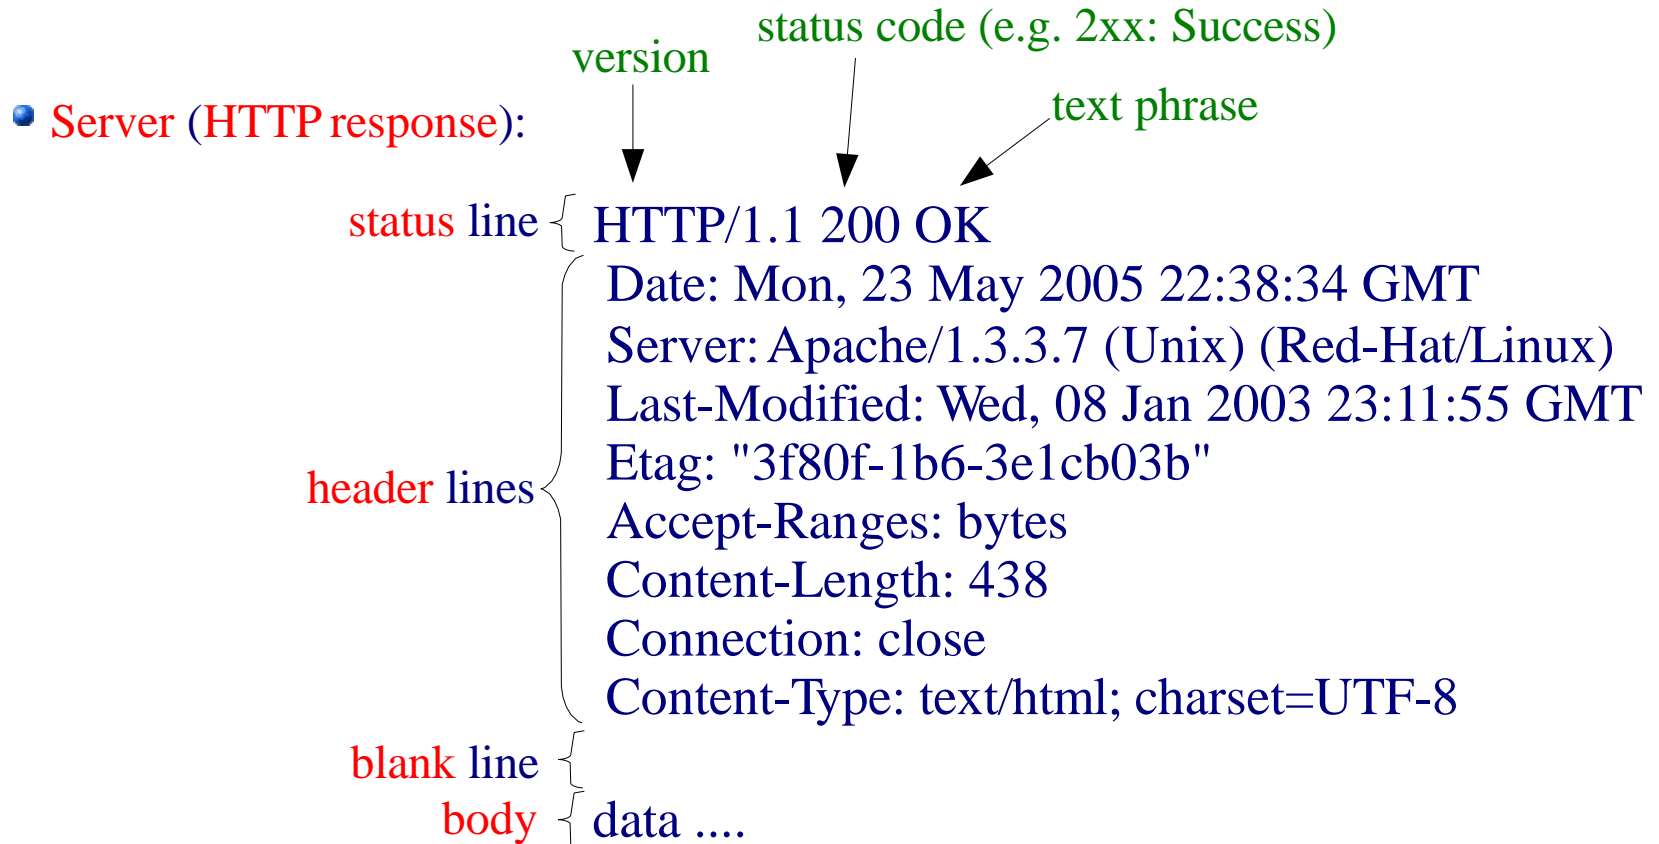 status code (e.g. 2xx: Success)
version
text phrase
Server (HTTP response):
status line HTTP/1.1 200 OK
Date: Mon, 23 May 2005 22:38:34 GMT
Server: Apache/1.3.3.7 (Unix) (Red-Hat/Linux)
Last-Modified: Wed, 08 Jan 2003 23:11:55 GMT
Etag: "3f80f-1b6-3e1cb03b"
header lines
Accept-Ranges: bytes
Content-Length: 438
Connection: close
Content-Type: text/html; charset=UTF-8
blank line
body data ....